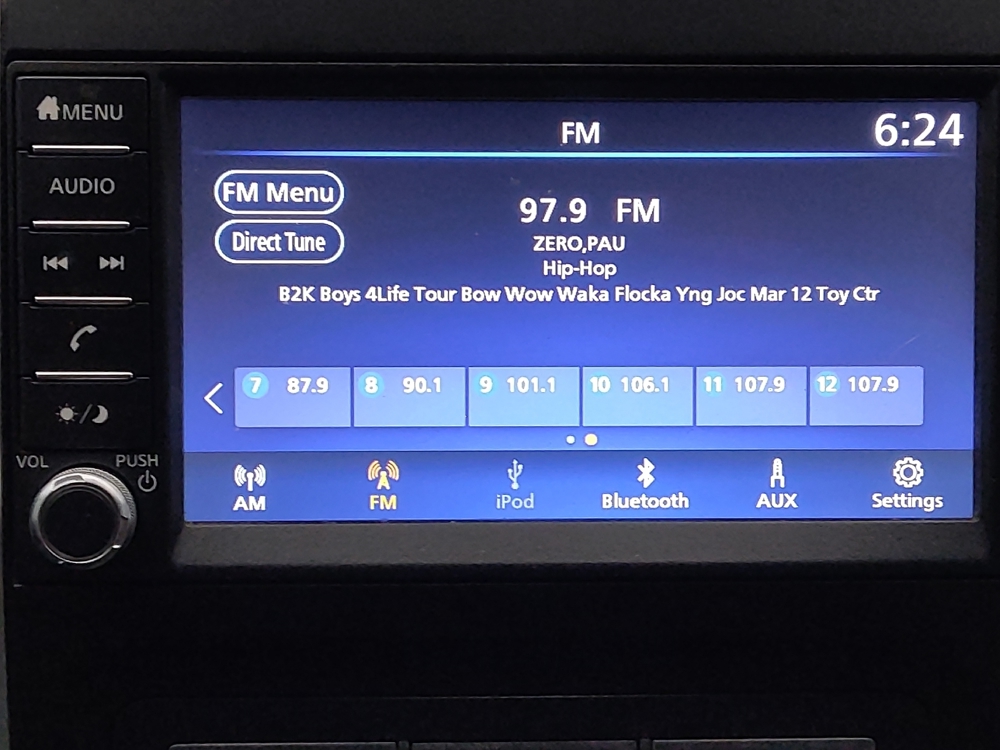 MENU
AUDIO
VOL PUSH
FM 6:24
FM Menu
Direct Tune
97.9 FM
ZERO,PAU
Hip-Hop
B2K Boys 4Life Tour Bow Wow Waka Flocka Yng Joc Mar 12 Toy Ctr
7 87.9 8 90.1 9 101.1 10 106.1 11 107.9 12 107.9
AM FM iPod Bluetooth AUX Settings